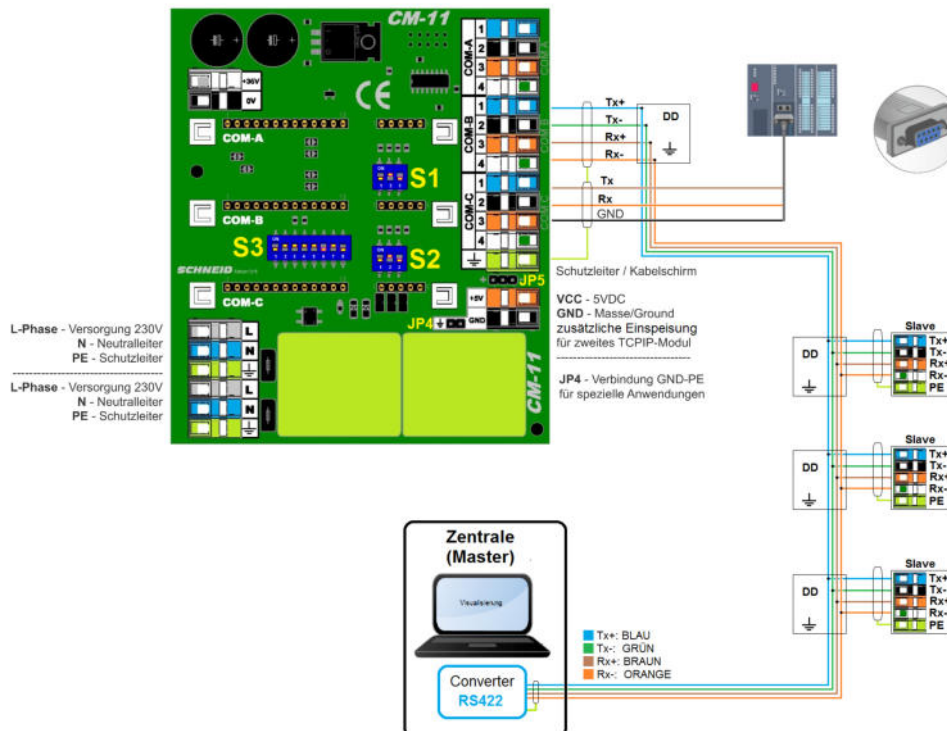 CM-11
+36V
0V
CE
COM-A
COM-B
COM-C
S1
S2
S3
ON
ON
ON
SCHNEID
COM-A
1
2
3
4
COM-B
1
2
3
4
COM-C
1
2
3
4
JP5
+5V
GND
JP4
CM-11
L
N
L
N
L-Phase - Versorgung 230V
N - Neutralleiter
PE - Schutzleiter
L-Phase - Versorgung 230V
N - Neutralleiter
PE - Schutzleiter
Tx+
Tx-
Rx+
Rx-
DD
Tx
Rx
GND
Schutzleiter / Kabelschirm
VCC - 5VDC
GND - Masse/Ground
zusätzliche Einspeisung
für zweites TCPIP-Modul
JP4 - Verbindung GND-PE
für spezielle Anwendungen
DD
Slave
Tx+
Tx-
Rx+
Rx-
PE
DD
Slave
Tx+
Tx-
Rx+
Rx-
PE
DD
Slave
Tx+
Tx-
Rx+
Rx-
PE
Zentrale
(Master)
Visualisierung
Converter
RS422
Tx+: BLAU
Tx-: GRÜN
Rx+: BRAUN
Rx-: ORANGE